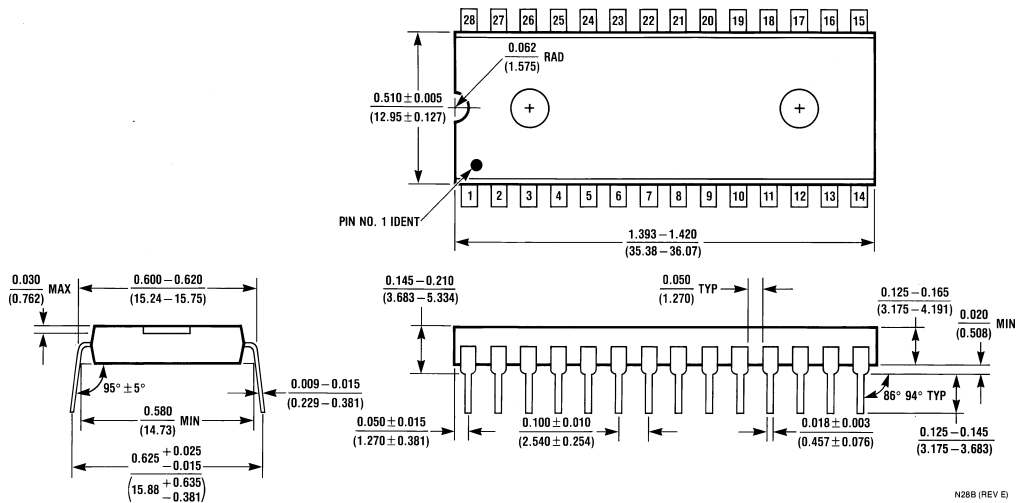 28 27 26 25 24 23 22 21 20 19 18 17 16 15
0.062
(1.575)
RAD
0.510 ± 0.005
(12.95 ± 0.127)
1 2 3 4 5 6 7 8 9 10 11 12 13 14
PIN NO. 1 IDENT
1.393 – 1.420
(35.38 – 36.07)
0.030
(0.762)
MAX
0.600 – 0.620
(15.24 – 15.75)
95° ± 5°
0.009 – 0.015
(0.229 – 0.381)
0.580
(14.73)
MIN
0.625 + 0.025
– 0.015
(15.88 + 0.635
– 0.381)
0.145 – 0.210
(3.683 – 5.334)
0.050
(1.270)
TYP
0.125 – 0.165
(3.175 – 4.191)
0.020
(0.508)
MIN
86° 94° TYP
0.050 ± 0.015
(1.270 ± 0.381)
0.100 ± 0.010
(2.540 ± 0.254)
0.018 ± 0.003
(0.457 ± 0.076)
0.125 – 0.145
(3.175 – 3.683)
N28B (REV E)